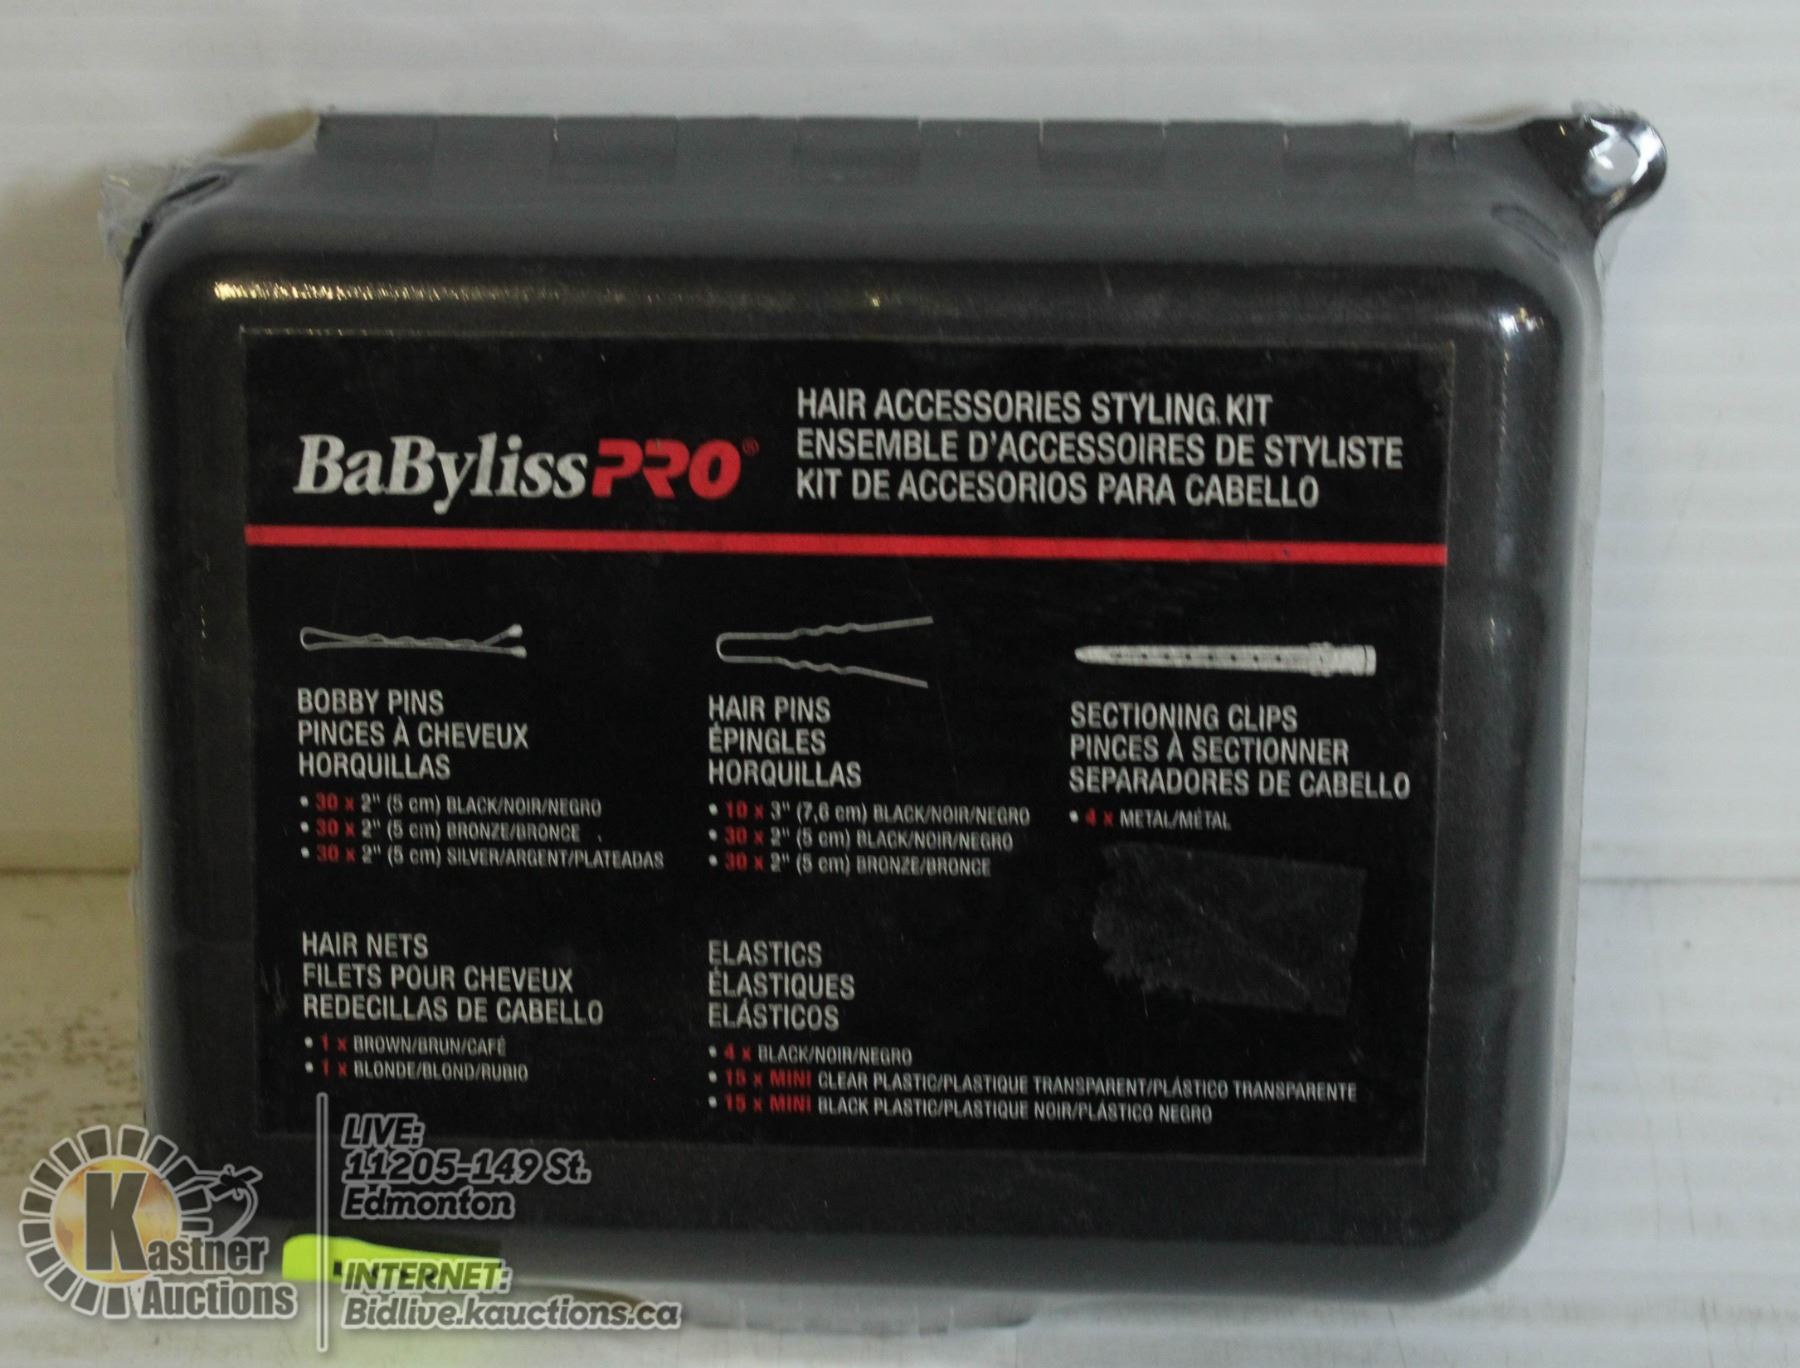 BaBylissPRO®
HAIR ACCESSORIES STYLING KIT
ENSEMBLE D'ACCESSOIRES DE STYLISTE
KIT DE ACCESORIOS PARA CABELLO
BOBBY PINS
PINCES À CHEVEUX
HORQUILLAS
• 30 x 2" (5 cm) BLACK/NOIR/NEGRO
• 30 x 2" (5 cm) BRONZE/BRONCE
• 30 x 2" (5 cm) SILVER/ARGENT/PLATEADAS
HAIR PINS
ÉPINGLES
HORQUILLAS
• 10 x 3" (7,6 cm) BLACK/NOIR/NEGRO
• 30 x 2" (5 cm) BLACK/NOIR/NEGRO
• 30 x 2" (5 cm) BRONZE/BRONCE
SECTIONING CLIPS
PINCES À SECTIONNER
SEPARADORES DE CABELLO
• 4 x METAL/MÉTAL
HAIR NETS
FILETS POUR CHEVEUX
REDECILLAS DE CABELLO
• 1 x BROWN/BRUN/CAFÉ
• 1 x BLONDE/BLOND/RUBIO
ELASTICS
ÉLASTIQUES
ELÁSTICOS
• 4 x BLACK/NOIR/NEGRO
• 15 x MINI CLEAR PLASTIC/PLASTIQUE TRANSPARENT/PLÁSTICO TRANSPARENTE
• 15 x MINI BLACK PLASTIC/PLASTIQUE NOIR/PLÁSTICO NEGRO
Kastner
Auctions
LIVE:
11205-149 St.
Edmonton
INTERNET:
Bidlive.kauctions.ca